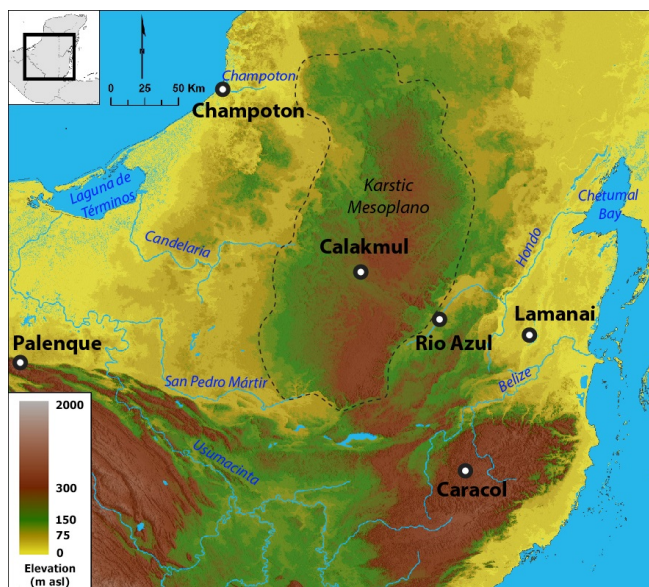 0
25
50 Km
Champoton
Champoton
Laguna de
Términos
Karstic
Mesoplano
Chetumal
Bay
Candelaría
Hondo
Calakmul
Lamanai
Rio Azul
Palenque
San Pedro Mártir
Belize
2000
300
150
75
0
Elevation
(m asl)
Usumacinta
Caracol